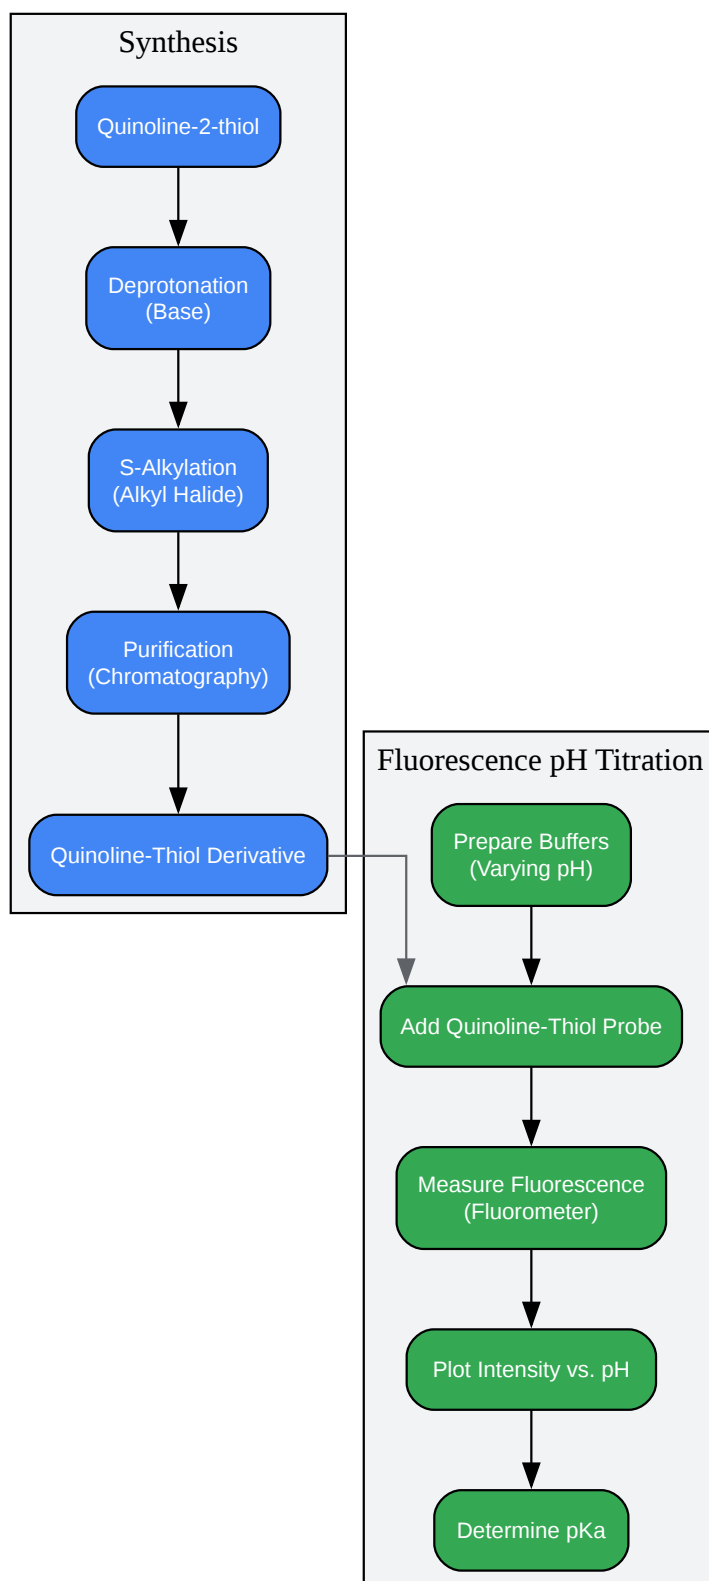 Synthesis
Quinoline-2-thiol
Deprotonation
(Base)
S-Alkylation
(Alkyl Halide)
Purification
(Chromatography)
Quinoline-Thiol Derivative
Fluorescence pH Titration
Prepare Buffers
(Varying pH)
Add Quinoline-Thiol Probe
Measure Fluorescence
(Fluorometer)
Plot Intensity vs. pH
Determine pKa